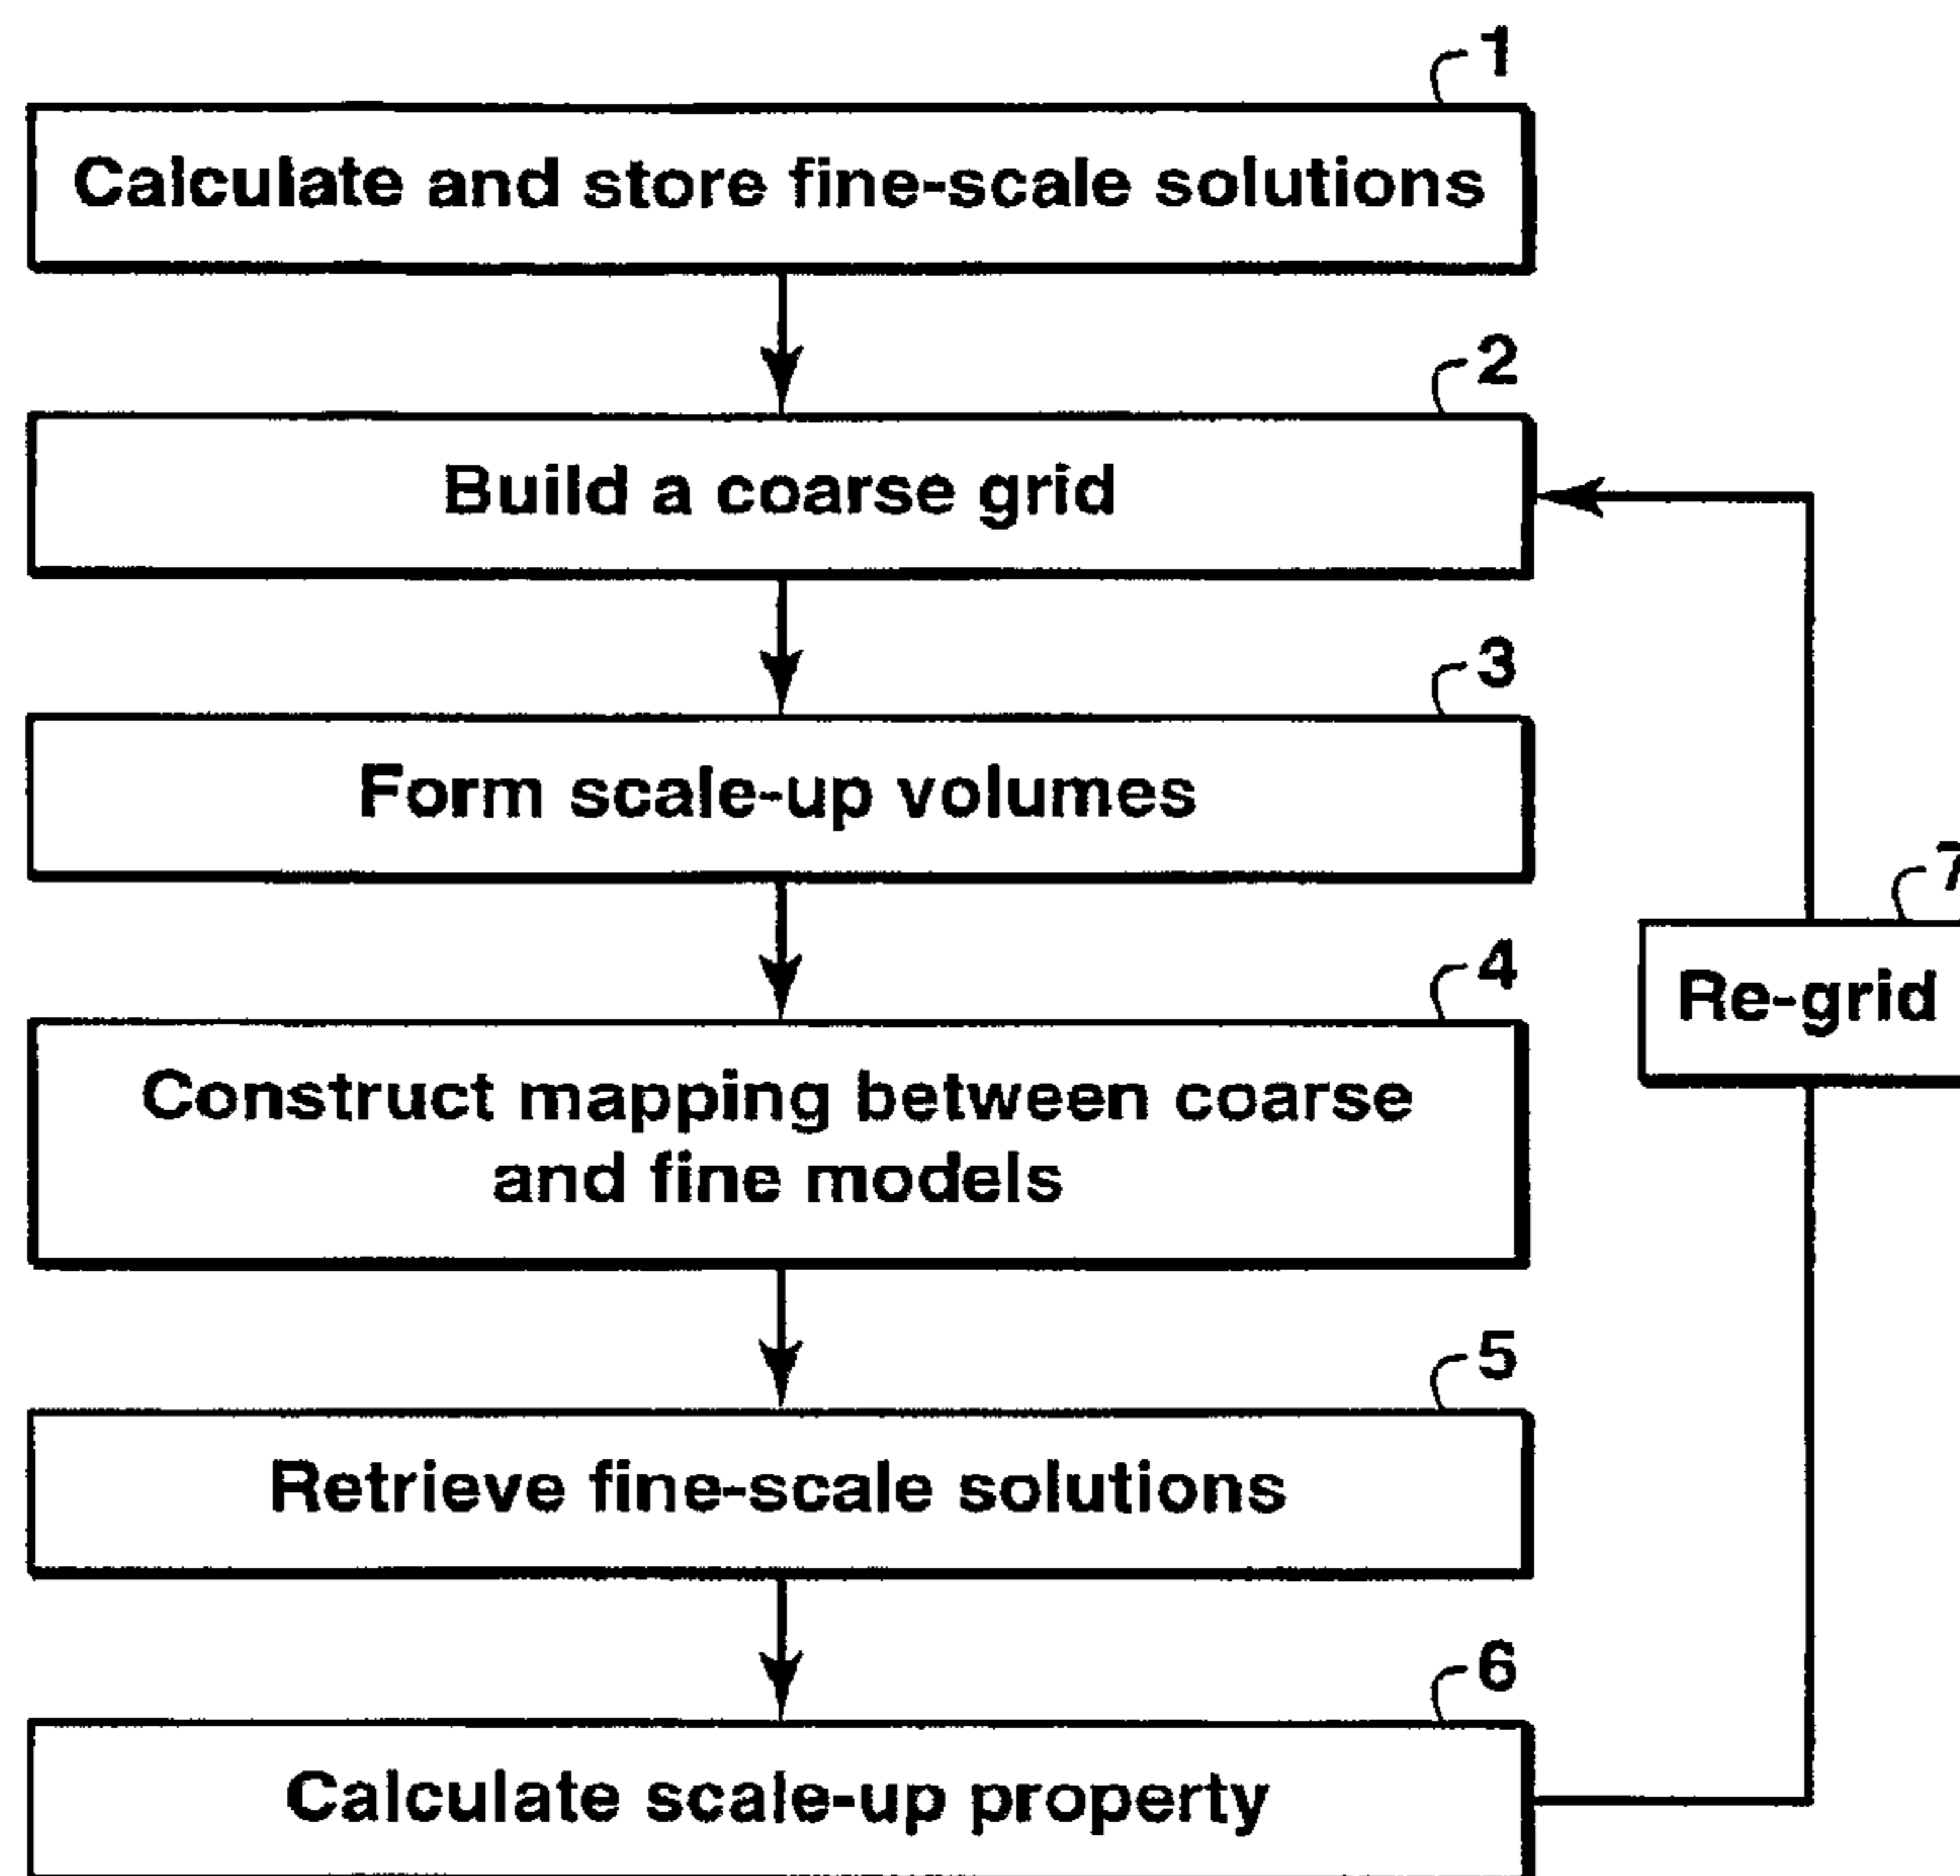 1
Calculate and store fine-scale solutions
2
Build a coarse grid
3
Form scale-up volumes
7
Re-grid
4
Construct mapping between coarse
and fine models
5
Retrieve fine-scale solutions
6
Calculate scale-up property